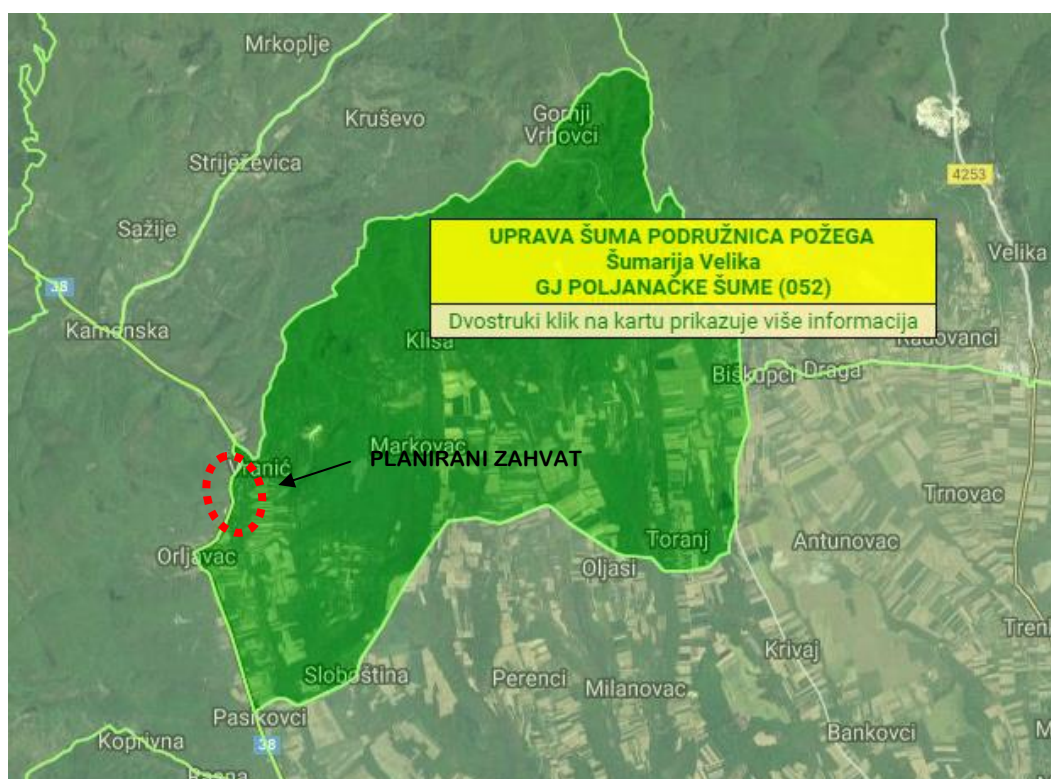 Mrkoplje
Kruševo
Gornji
Vrhovci
Striježevica
4253
Sažije
UPRAVA ŠUMA PODRUŽNICA POŽEGA
Šumarija Velika
GJ POLJANAČKE ŠUME (052)
Dvostruki klik na kartu prikazuje više informacija
Velika
38
Kamenska
Klisa
Radovanci
Biškupci
Draga
Markovac
PLANIRANI ZAHVAT
Vranić
Trnovac
Orljavac
Toranj
Antunovac
Oljasi
Krivaj
Sloboština
Perenci
Milanovac
Pasikovci
Bankovci
Koprivna
38